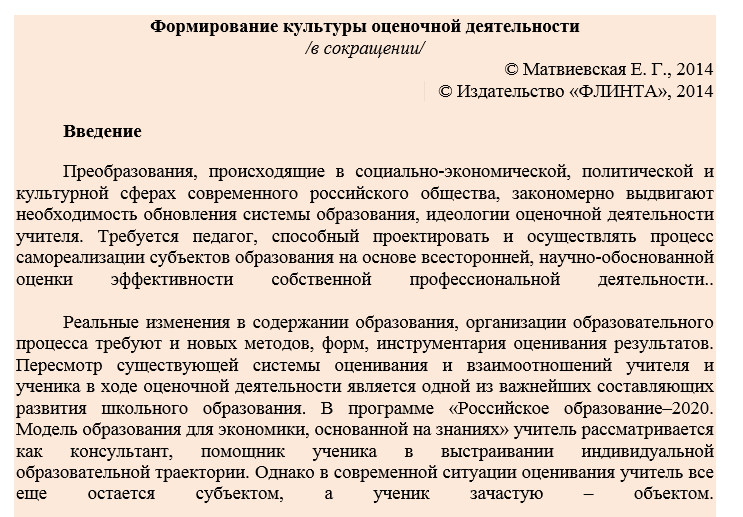 Формирование культуры оценочной деятельности
/в сокращении/
© Матвиевская Е. Г., 2014
© Издательство «ФЛИНТА», 2014
Введение
Преобразования, происходящие в социально-экономической, политической и
культурной сферах современного российского общества, закономерно выдвигают
необходимость обновления системы образования, идеологии оценочной деятельности
учителя. Требуется педагог, способный проектировать и осуществлять процесс
самореализации субъектов образования на основе всесторонней, научно-обоснованной
оценки эффективности собственной профессиональной деятельности..
Реальные изменения в содержании образования, организации образовательного
процесса требуют и новых методов, форм, инструментария оценивания результатов.
Пересмотр существующей системы оценивания и взаимоотношений учителя и
ученика в ходе оценочной деятельности является одной из важнейших составляющих
развития школьного образования. В программе «Российское образование–2020.
Модель образования для экономики, основанной на знаниях» учитель рассматривается
как консультант, помощник ученика в выстраивании индивидуальной
образовательной траектории. Однако в современной ситуации оценивания учитель все
еще остается субъектом, а ученик зачастую – объектом.